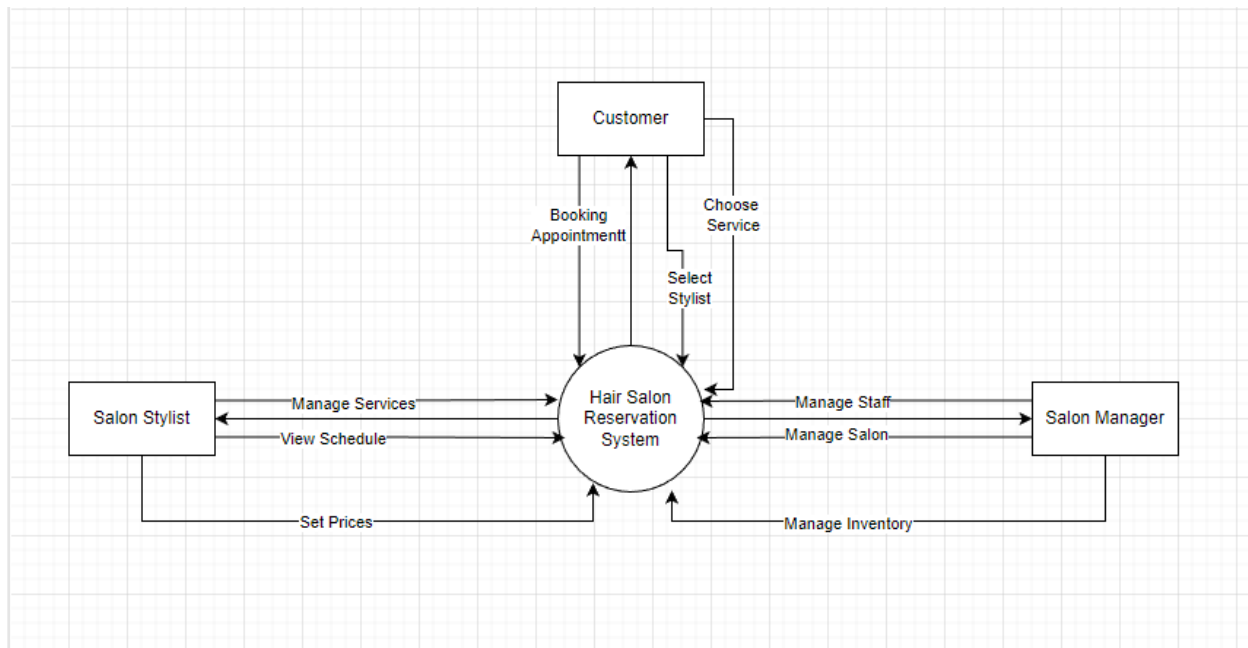 Customer
Choose
Service
Booking
Appointmentt
Select
Stylist
Hair Salon
Reservation
System
Salon Stylist
Manage Services
View Schedule
Set Prices
Manage Staff
Salon Manager
Manage Salon
Manage Inventory